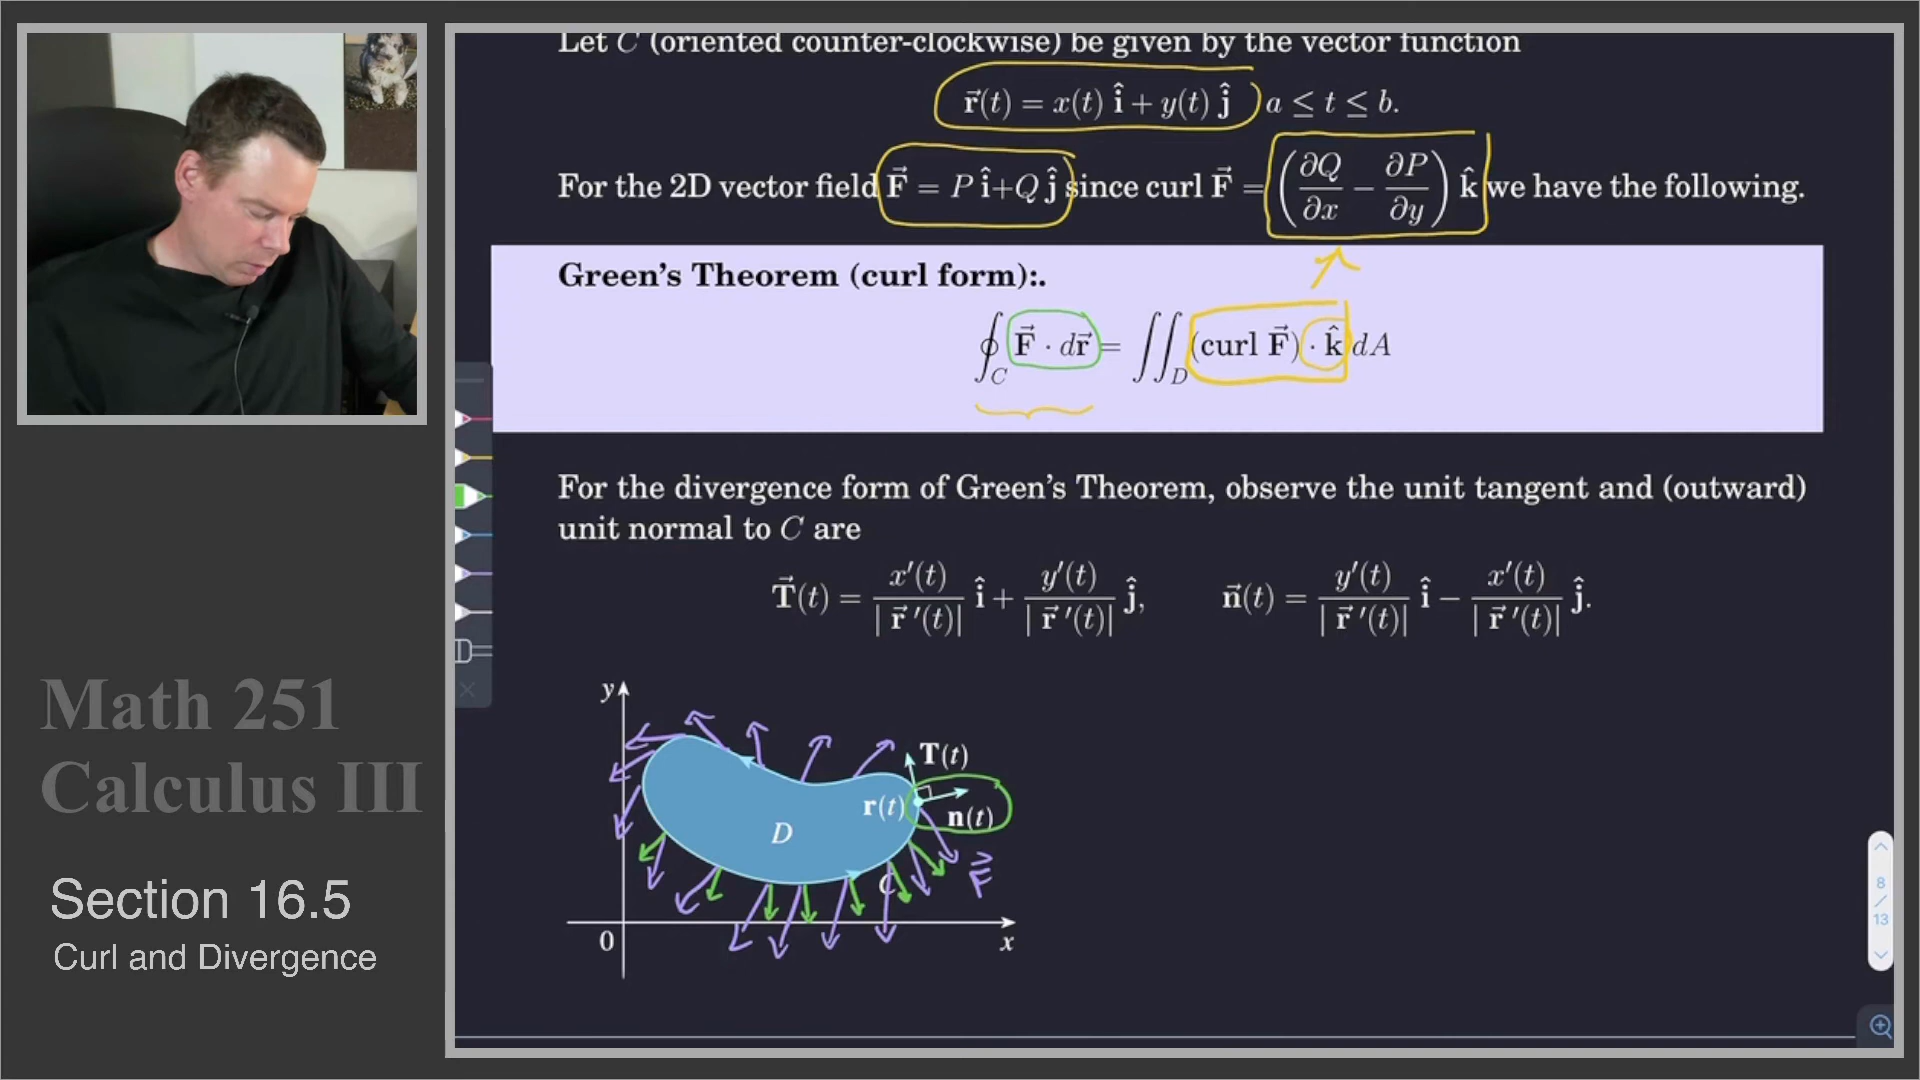 Let C (oriented counter-clockwise) be given by the vector function
r⃗(t) = x(t) î + y(t) ĵ  a ≤ t ≤ b.
For the 2D vector field F⃗ = P î+Q ĵ since curl F⃗ = (∂Q/∂x − ∂P/∂y) k̂ we have the following.
Green's Theorem (curl form):.
∮_C F⃗ · dr⃗ = ∬_D (curl F⃗) · k̂ dA
For the divergence form of Green's Theorem, observe the unit tangent and (outward)
unit normal to C are
T⃗(t) = x′(t)/| r⃗ ′(t)| î + y′(t)/| r⃗ ′(t)| ĵ,   n⃗(t) = y′(t)/| r⃗ ′(t)| î − x′(t)/| r⃗ ′(t)| ĵ.
y
T(t)
r(t)
n(t)
D
F⃗
C
0
x
Math 251
Calculus III
Section 16.5
Curl and Divergence
8
/
13